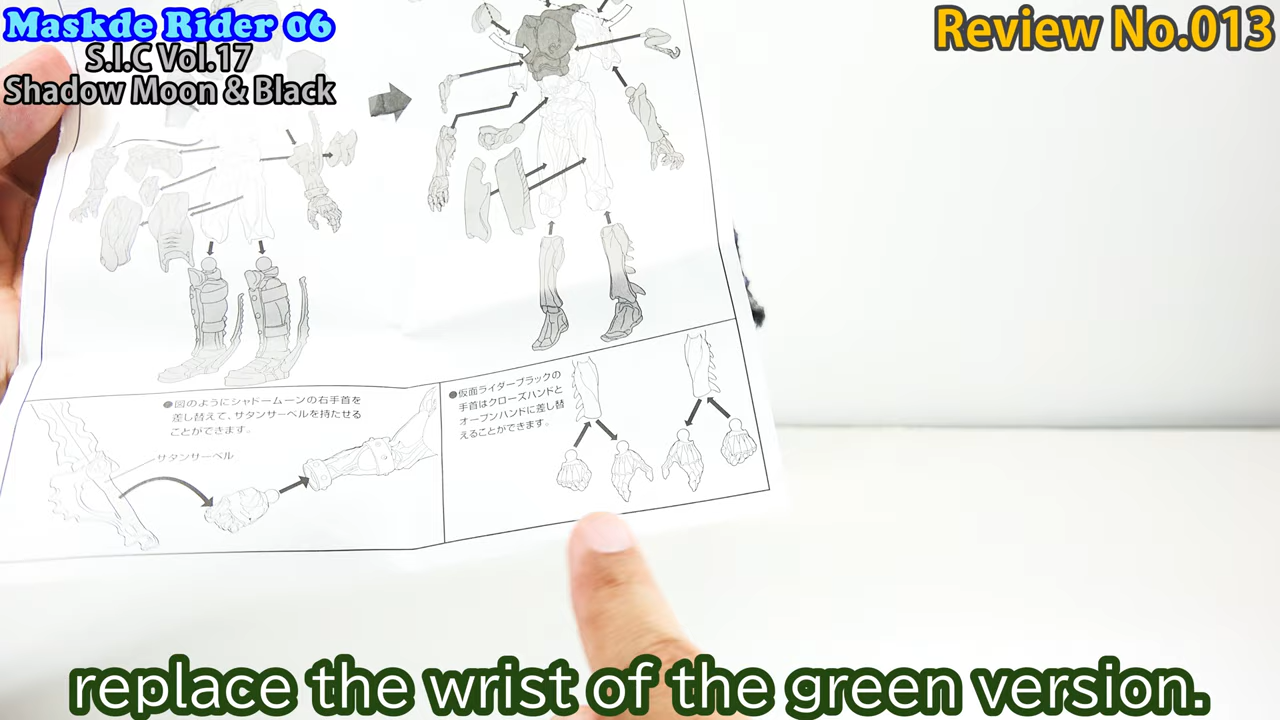 Maskde Rider 06
S.I.C Vol.17
Shadow Moon & Black
Review No.013
図のようにシャドームーンの右手首を
差し替えて、サタンサーベルを持たせる
ことができます。
サタンサーベル
●仮面ライダーブラックの
手首はクローズハンドと
オープンハンドに差し替
えることができます。
replace the wrist of the green version.